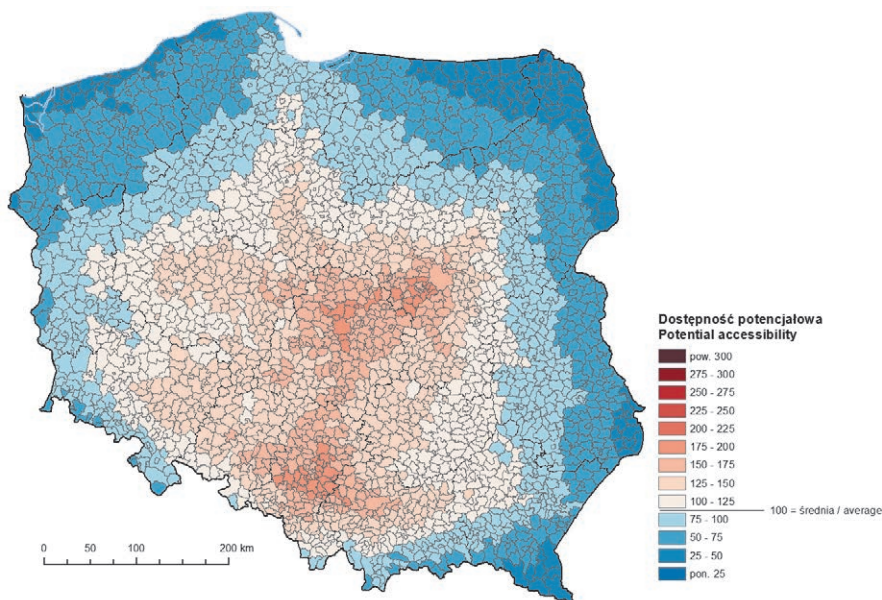 Dostępność potencjałowa
Potential accessibility
pow. 300
275 - 300
250 - 275
225 - 250
200 - 225
175 - 200
150 - 175
125 - 150
100 - 125
100 = średnia / average
75 - 100
50 - 75
25 - 50
pon. 25
0 50 100 200 km